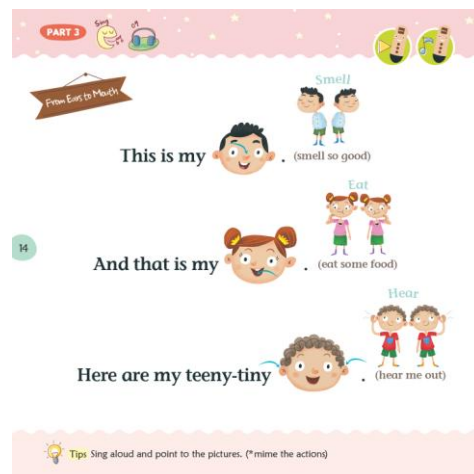 PART 3
Sing
From Ears to Mouth
Smell
This is my . (smell so good)
Eat
14
And that is my . (eat some food)
Hear
Here are my teeny-tiny . (hear me out)
Tips Sing aloud and point to the pictures. (*mime the actions)